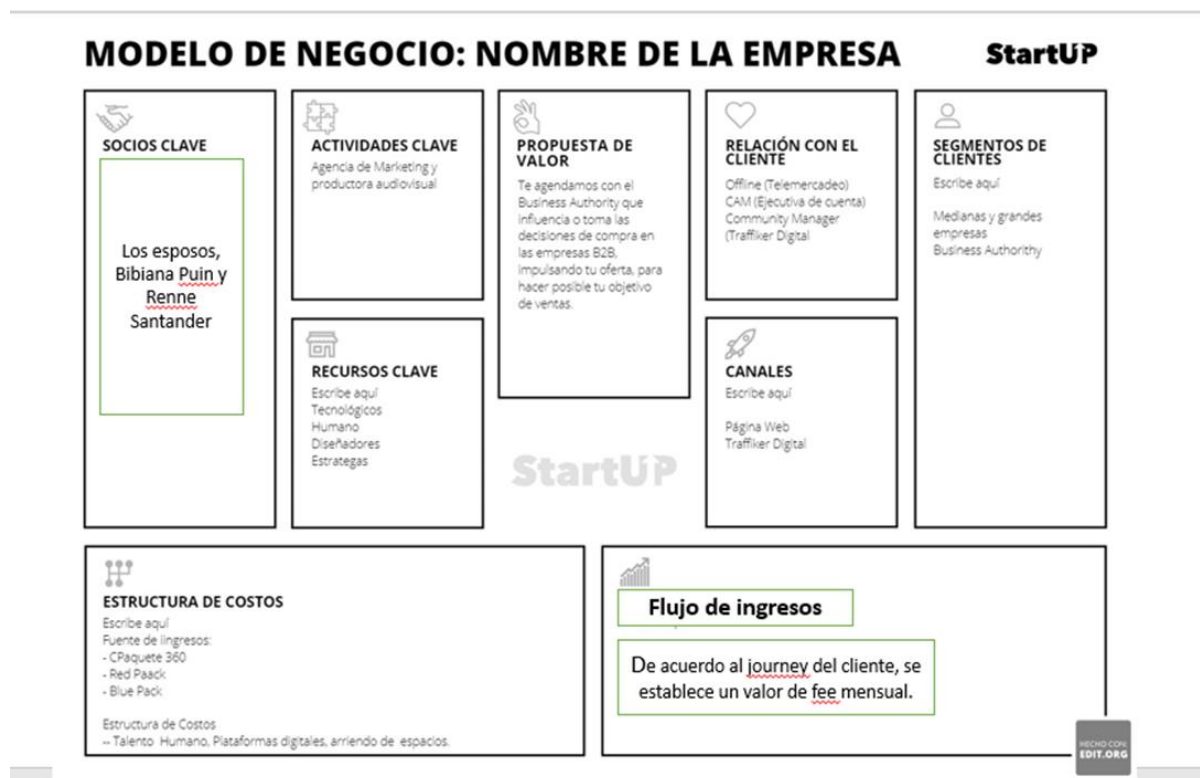 MODELO DE NEGOCIO: NOMBRE DE LA EMPRESA
StartUP
SOCIOS CLAVE
Los esposos,
Bibiana Puin y
Renne
Santander
ACTIVIDADES CLAVE
Agencia de Marketing y
productora audiovisual
RECURSOS CLAVE
Escribe aquí
Tecnológicos
Humano
Diseñadores
Estrategas
PROPUESTA DE
VALOR
Te agendamos con el
Business Authority que
influencia o toma las
decisiones de compra en
las empresas B2B,
impulsando tu oferta, para
hacer posible tu objetivo
de ventas.
StartUP
RELACIÓN CON EL
CLIENTE
Offline (Telemercadeo)
CAM (Ejecutiva de cuenta)
Community Manager
(Traffiker Digital
CANALES
Escribe aquí
Página Web
Traffiker Digital
SEGMENTOS DE
CLIENTES
Escribe aquí
Medianas y grandes
empresas
Business Authorithy
ESTRUCTURA DE COSTOS
Escribe aquí
Fuente de Iingresos:
- CPaquete 360
- Red Paack
- Blue Pack
Estructura de Costos
-- Talento Humano, Plataformas digitales, arriendo de espacios.
Flujo de ingresos
De acuerdo al journey del cliente, se
establece un valor de fee mensual.
HECHO CON:
EDIT.ORG